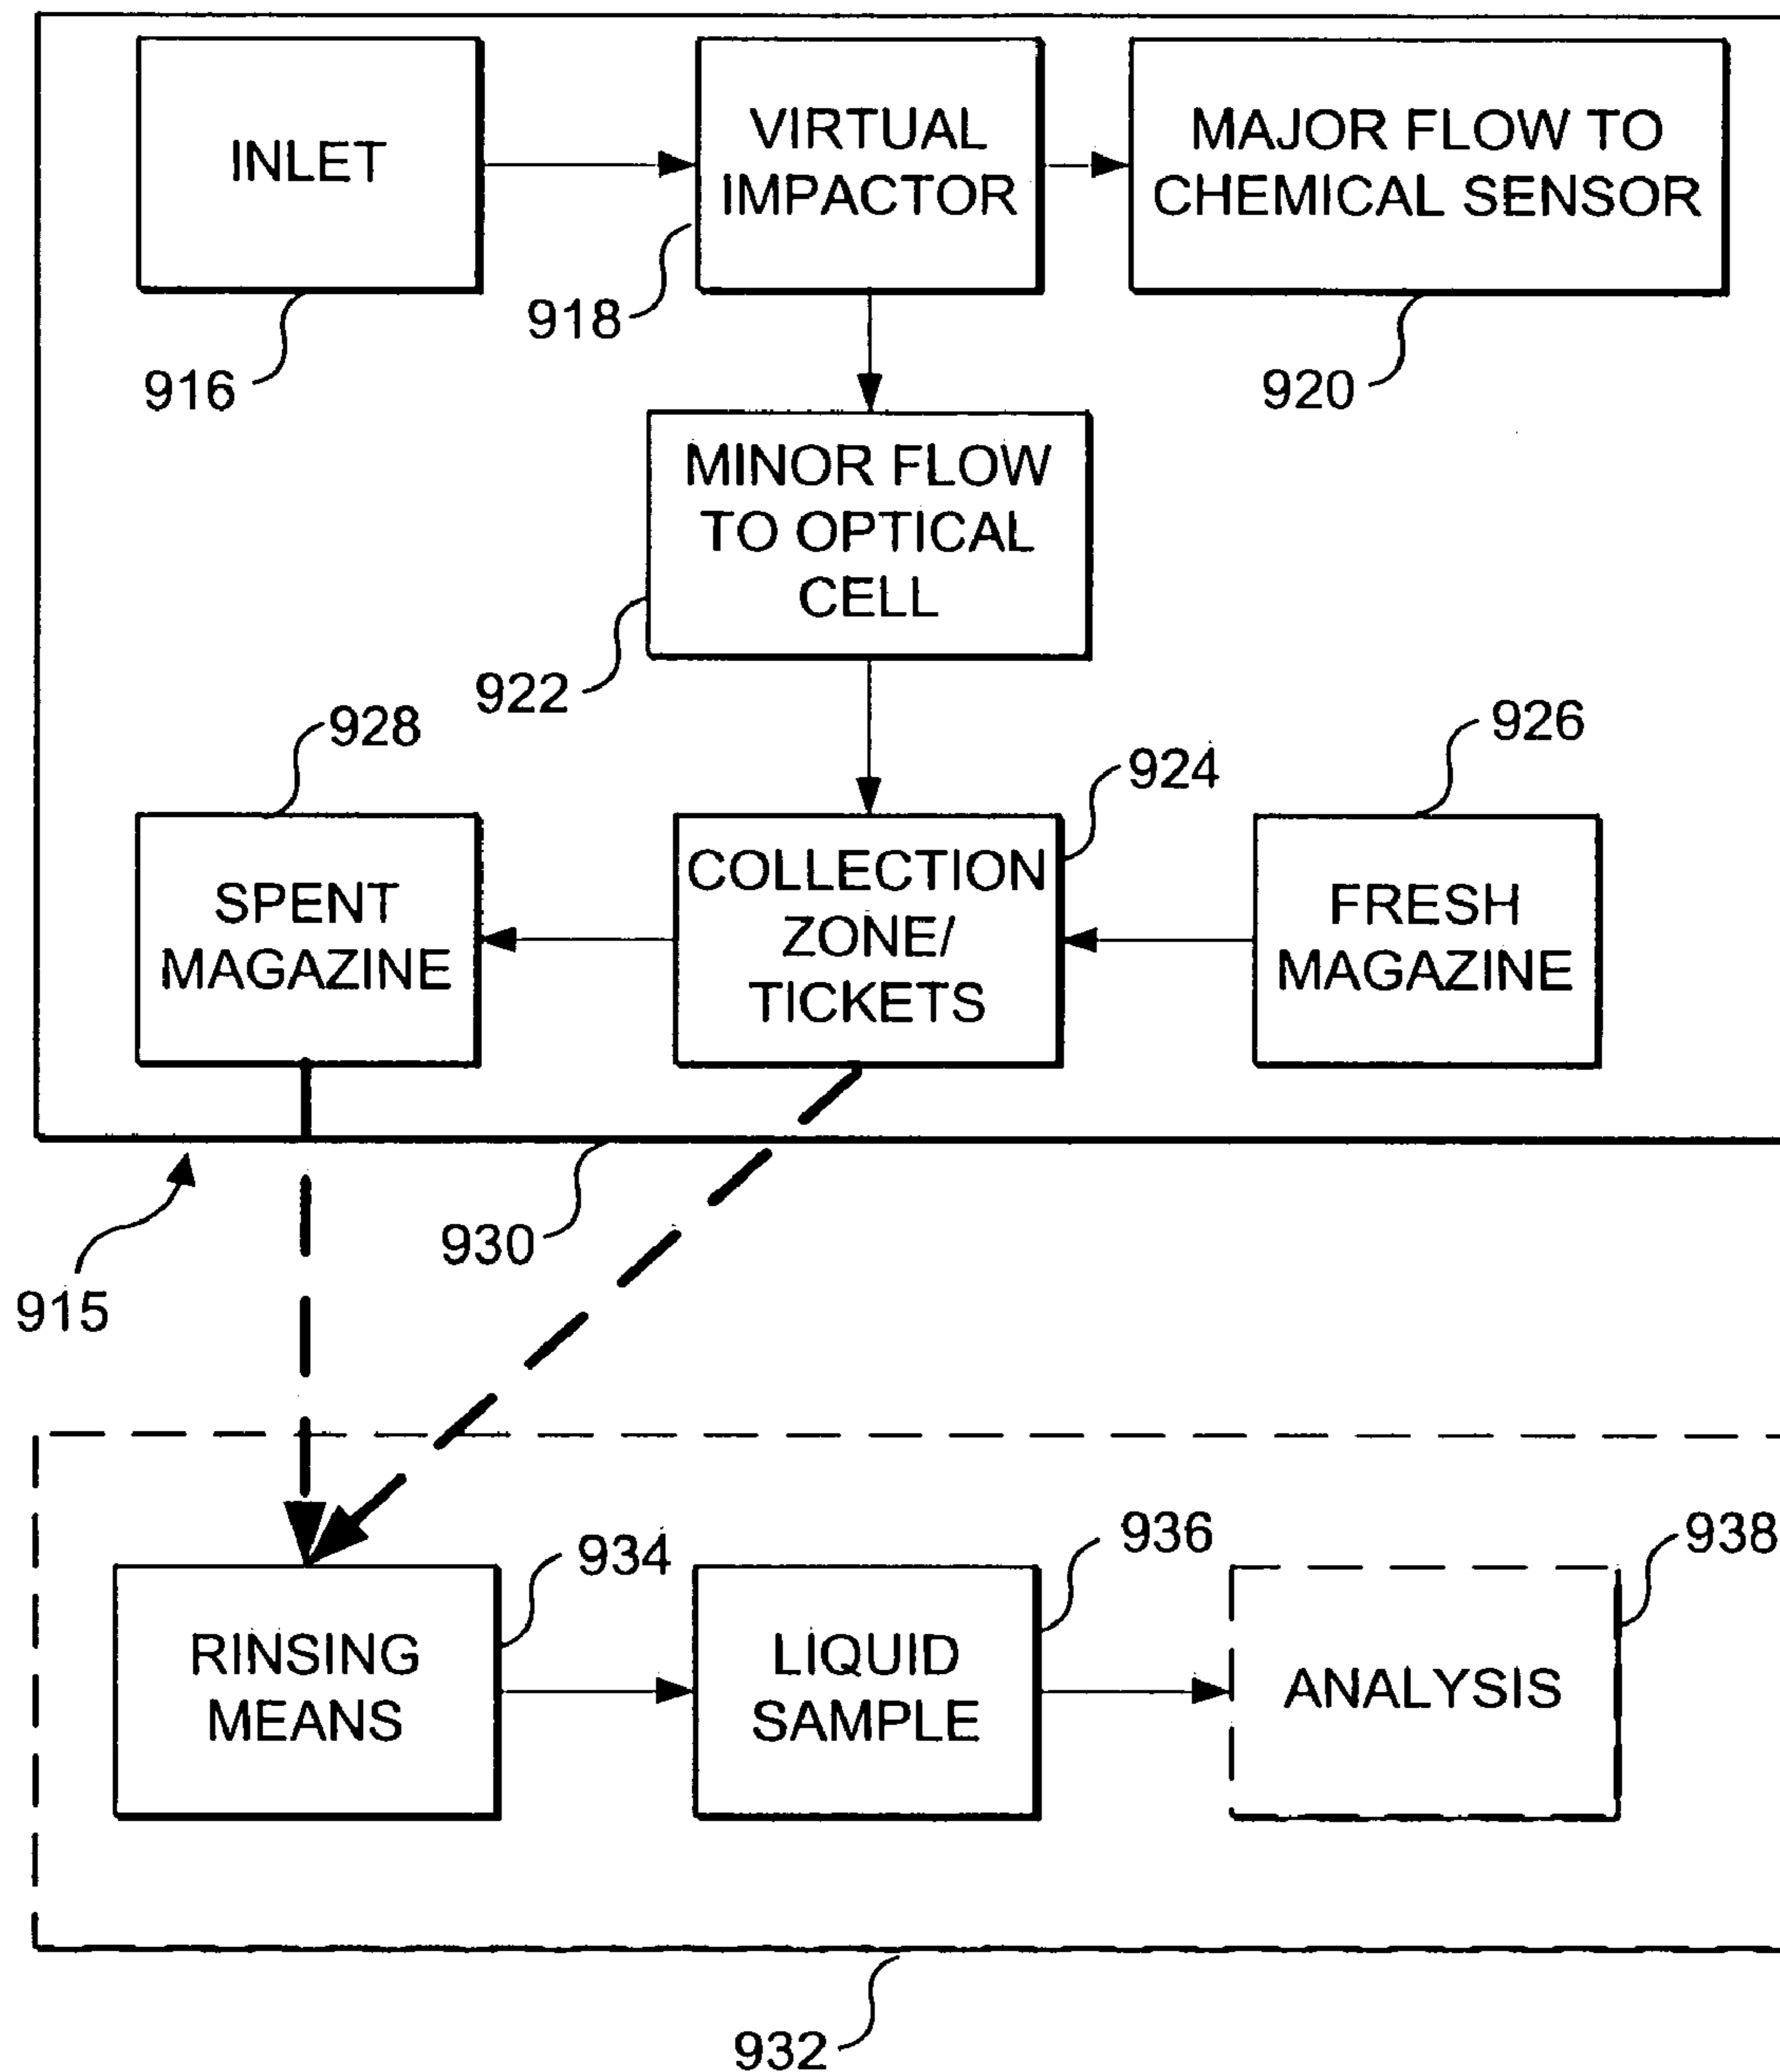 INLET
VIRTUAL
IMPACTOR
MAJOR FLOW TO
CHEMICAL SENSOR
918
916
920
MINOR FLOW
TO OPTICAL
CELL
922
928
926
924
SPENT
MAGAZINE
COLLECTION
ZONE/
TICKETS
FRESH
MAGAZINE
930
915
934
936
938
RINSING
MEANS
LIQUID
SAMPLE
ANALYSIS
932